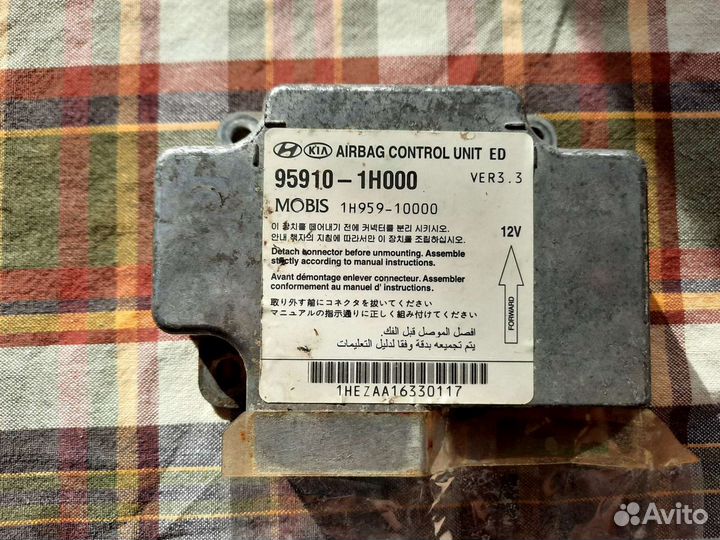 HYUNDAI KIA AIRBAG CONTROL UNIT ED
95910-1H000 VER3.3
MOBIS 1H959-10000
이 장치를 떼어내기 전에 커넥터를 분리 시키시오.
안내 책자의 지침에 따라서만 이 장치를 조립하십시오.
12V
Detach connector before unmounting. Assemble
strictly according to manual instructions.
Avant démontage enlever connecteur. Assembler
conformement au manuel d' instructions.
取り外す前にコネクタを抜いてください
マニュアルの指示通りに正しく組み付けてください
FORWARD
افصل الموصل قبل الفك.
يتم تجميعه بدقة وفقا لدليل التعليمات
1HEZAA16330117
Avito